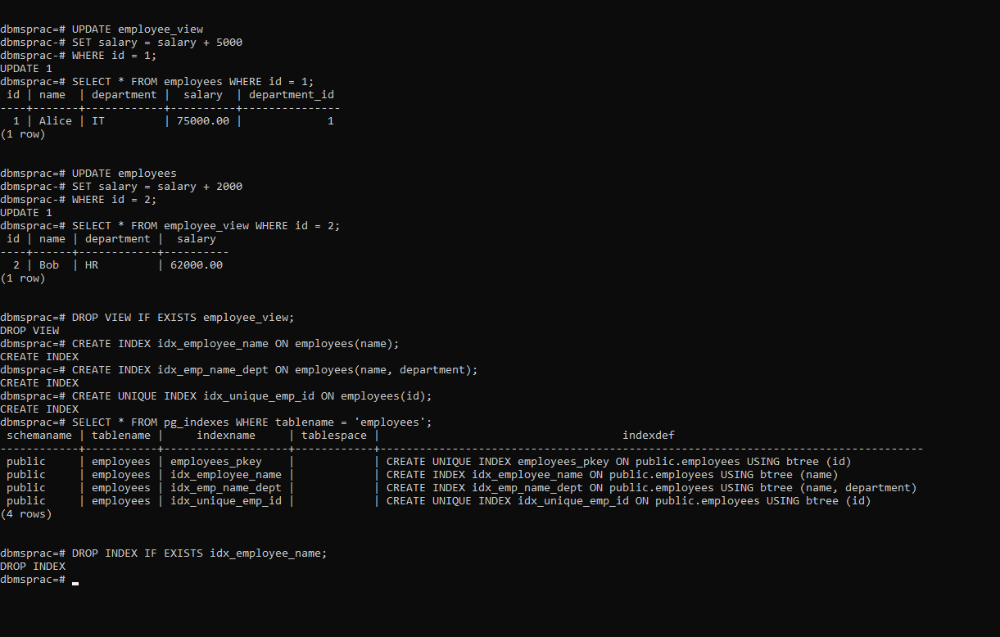 dbmsprac=# UPDATE employee_view
dbmsprac-# SET salary = salary + 5000
dbmsprac-# WHERE id = 1;
UPDATE 1
dbmsprac=# SELECT * FROM employees WHERE id = 1;
 id | name  | department |  salary  | department_id
----+-------+------------+----------+---------------
  1 | Alice | IT         | 75000.00 |             1
(1 row)
dbmsprac=# UPDATE employees
dbmsprac-# SET salary = salary + 2000
dbmsprac-# WHERE id = 2;
UPDATE 1
dbmsprac=# SELECT * FROM employee_view WHERE id = 2;
 id | name | department |  salary
----+------+------------+----------
  2 | Bob  | HR         | 62000.00
(1 row)
dbmsprac=# DROP VIEW IF EXISTS employee_view;
DROP VIEW
dbmsprac=# CREATE INDEX idx_employee_name ON employees(name);
CREATE INDEX
dbmsprac=# CREATE INDEX idx_emp_name_dept ON employees(name, department);
CREATE INDEX
dbmsprac=# CREATE UNIQUE INDEX idx_unique_emp_id ON employees(id);
CREATE INDEX
dbmsprac=# SELECT * FROM pg_indexes WHERE tablename = 'employees';
 schemaname | tablename |     indexname     | tablespace |                                     indexdef
------------+-----------+-------------------+------------+-----------------------------------------------------------------------------------
 public     | employees | employees_pkey    |            | CREATE UNIQUE INDEX employees_pkey ON public.employees USING btree (id)
 public     | employees | idx_employee_name |            | CREATE INDEX idx_employee_name ON public.employees USING btree (name)
 public     | employees | idx_emp_name_dept |            | CREATE INDEX idx_emp_name_dept ON public.employees USING btree (name, department)
 public     | employees | idx_unique_emp_id |            | CREATE UNIQUE INDEX idx_unique_emp_id ON public.employees USING btree (id)
(4 rows)
dbmsprac=# DROP INDEX IF EXISTS idx_employee_name;
DROP INDEX
dbmsprac=#